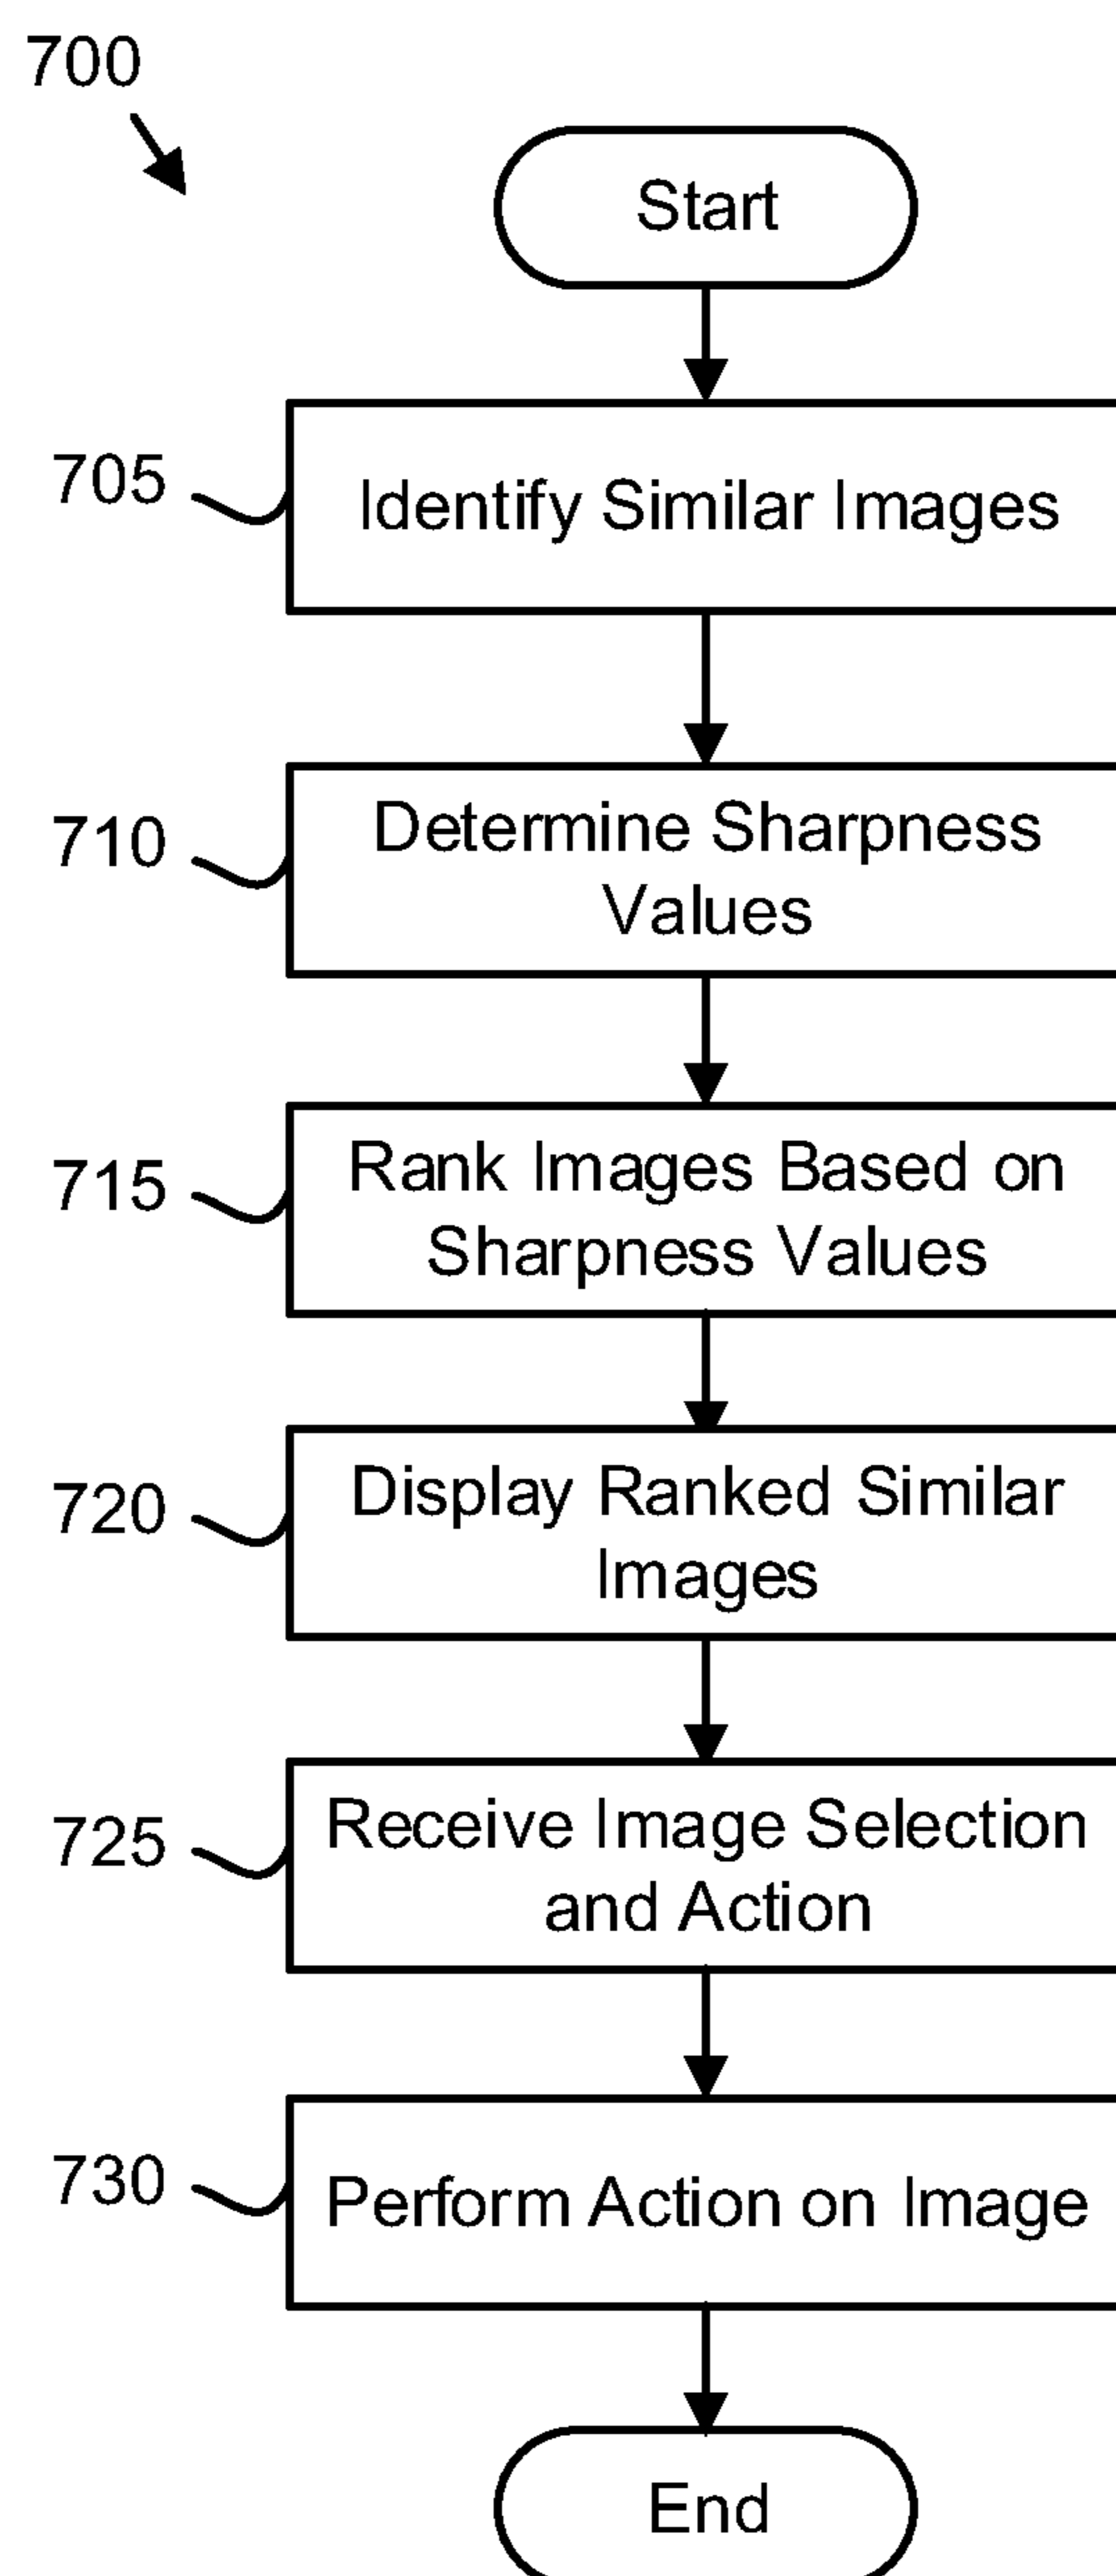 700
Start
705
Identify Similar Images
710
Determine Sharpness
Values
715
Rank Images Based on
Sharpness Values
720
Display Ranked Similar
Images
725
Receive Image Selection
and Action
730
Perform Action on Image
End